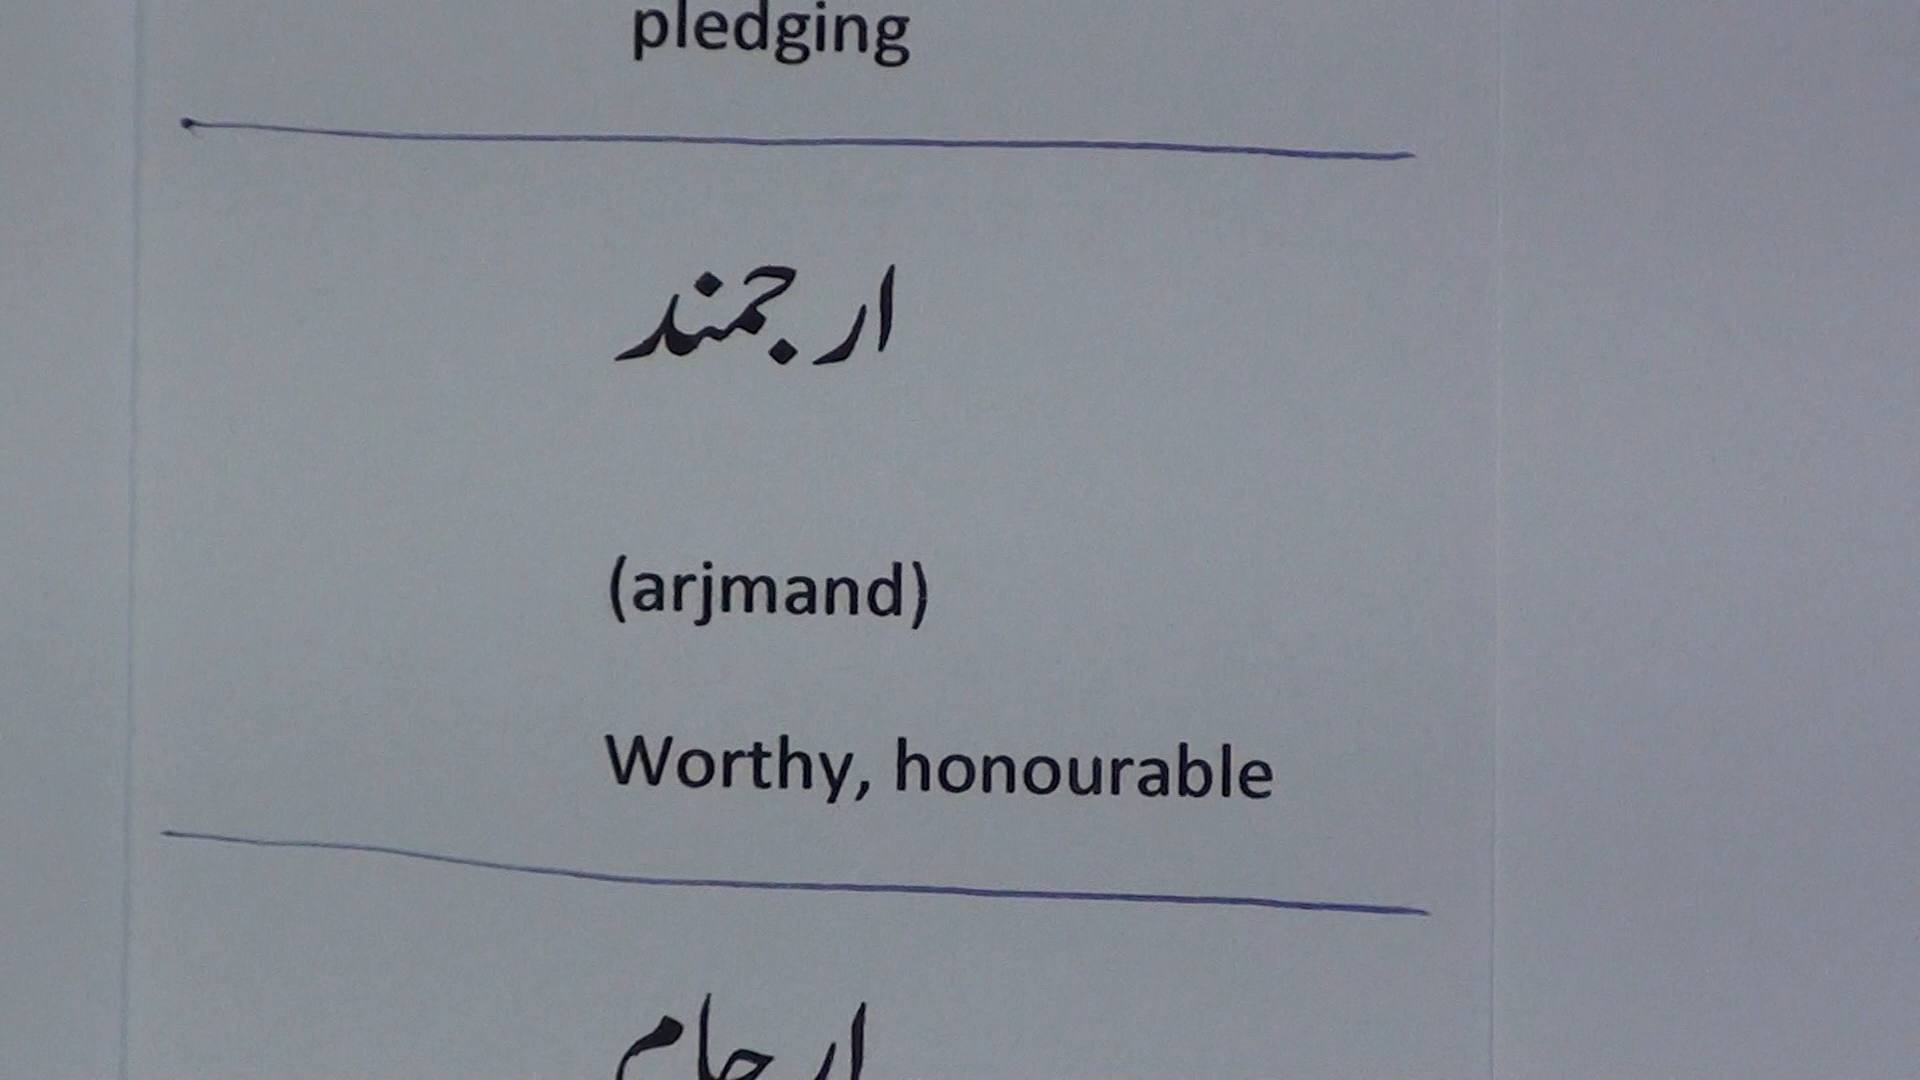 pledging
ارجمند
(arjmand)
Worthy, honourable